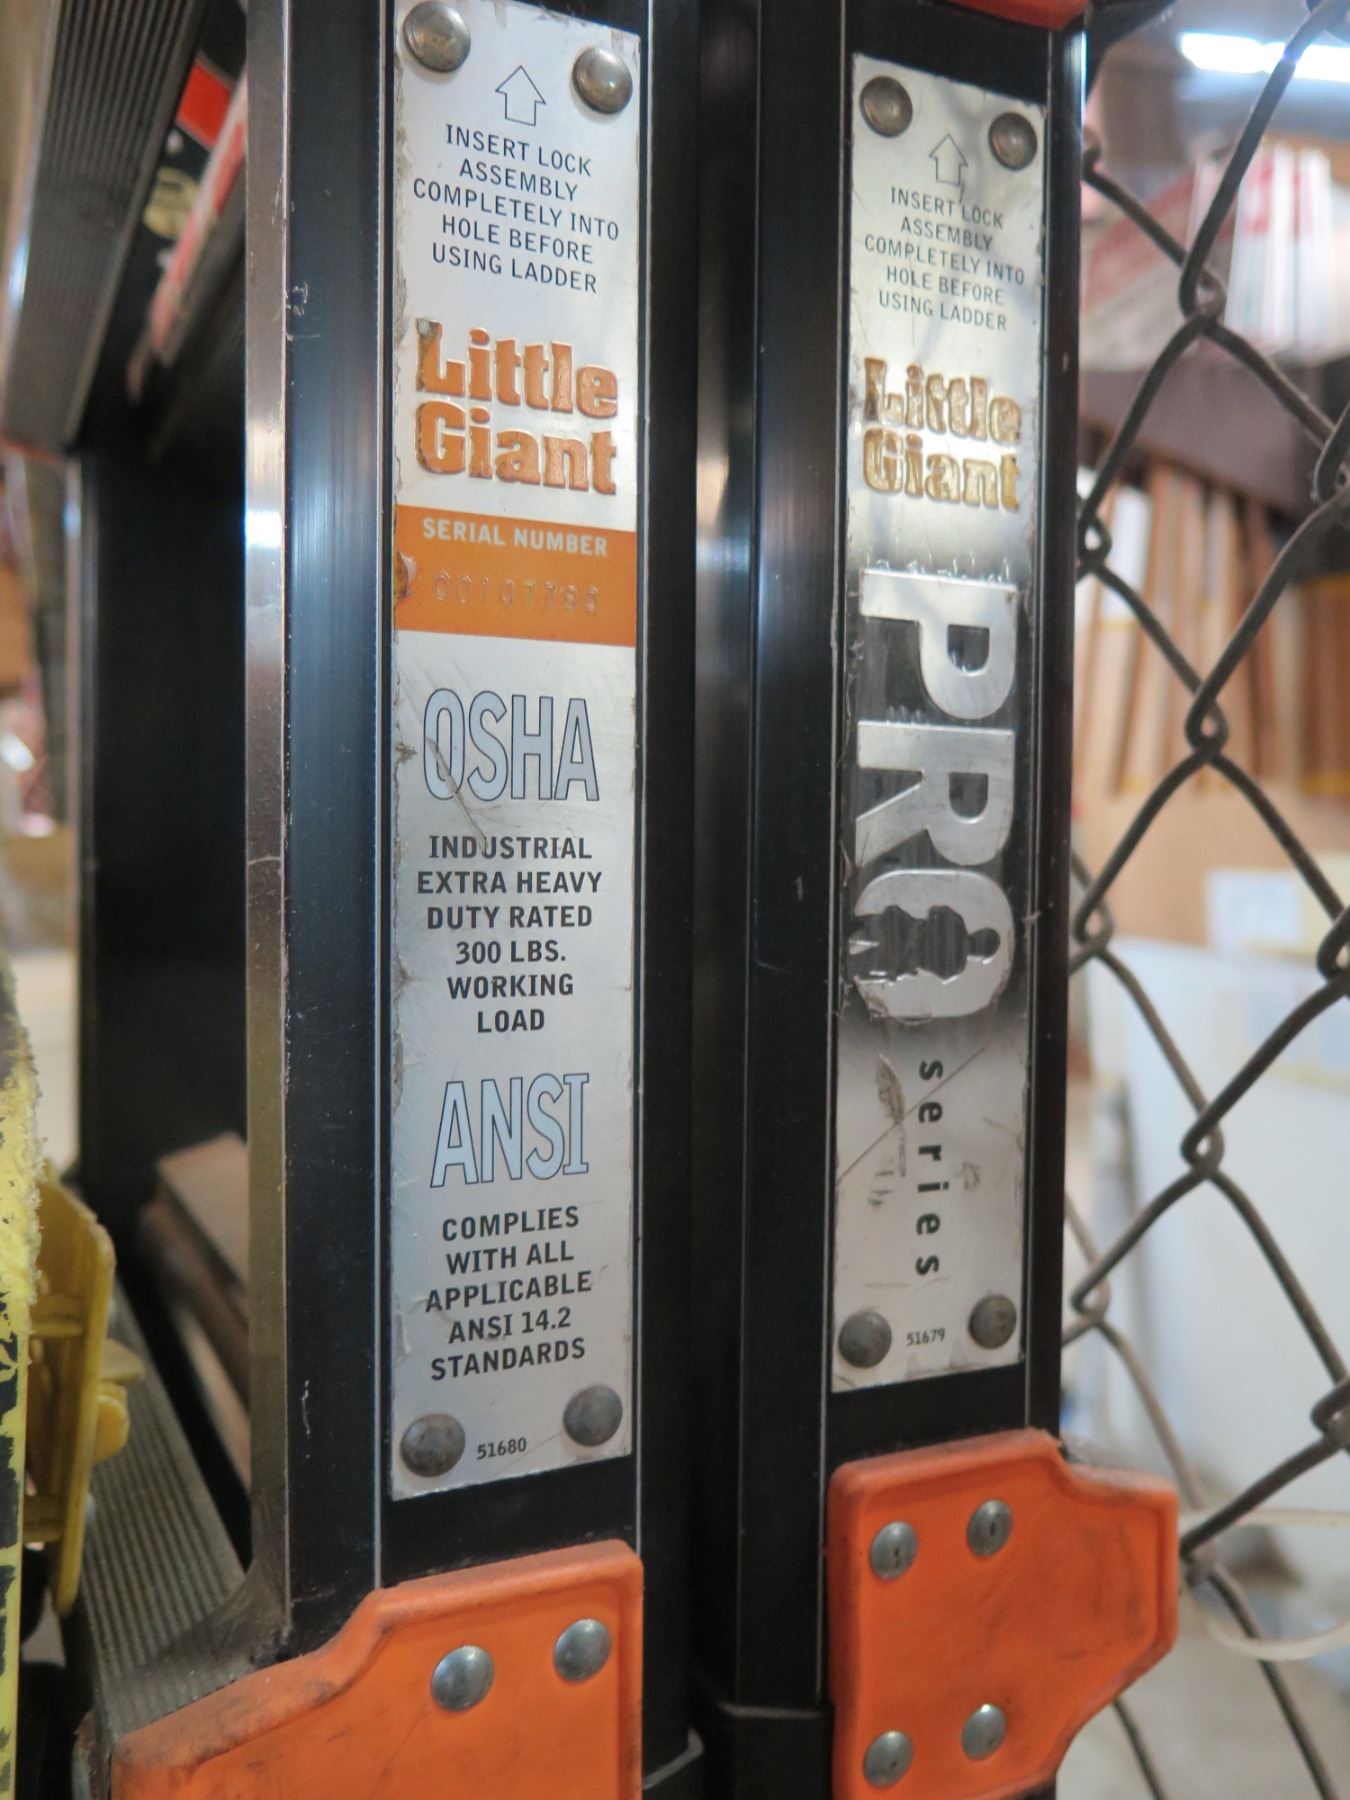 INSERT LOCK
ASSEMBLY
COMPLETELY INTO
HOLE BEFORE
USING LADDER
Little
Giant
SERIAL NUMBER
OSHA
INDUSTRIAL
EXTRA HEAVY
DUTY RATED
300 LBS.
WORKING
LOAD
ANSI
COMPLIES
WITH ALL
APPLICABLE
ANSI 14.2
STANDARDS
51680
INSERT LOCK
ASSEMBLY
COMPLETELY INTO
HOLE BEFORE
USING LADDER
Little
Giant
PRO
series
51679